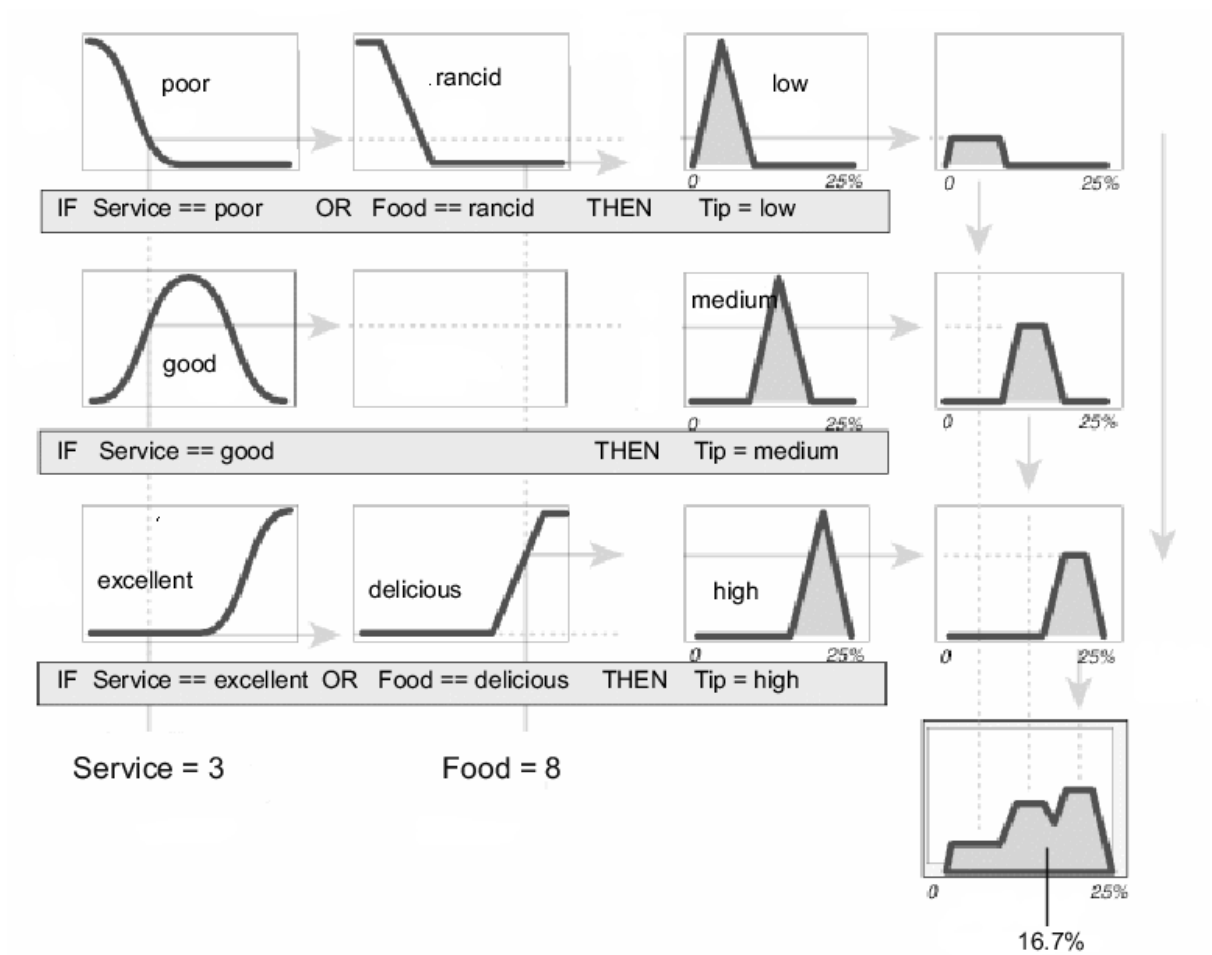 poor
. rancid
low
0 25%
0 25%
IF Service == poor OR Food == rancid THEN Tip = low
good
medium
0 25%
0 25%
IF Service == good THEN Tip = medium
excellent
delicious
high
0 25%
0 25%
IF Service == excellent OR Food == delicious THEN Tip = high
Service = 3
Food = 8
0 25%
16.7%